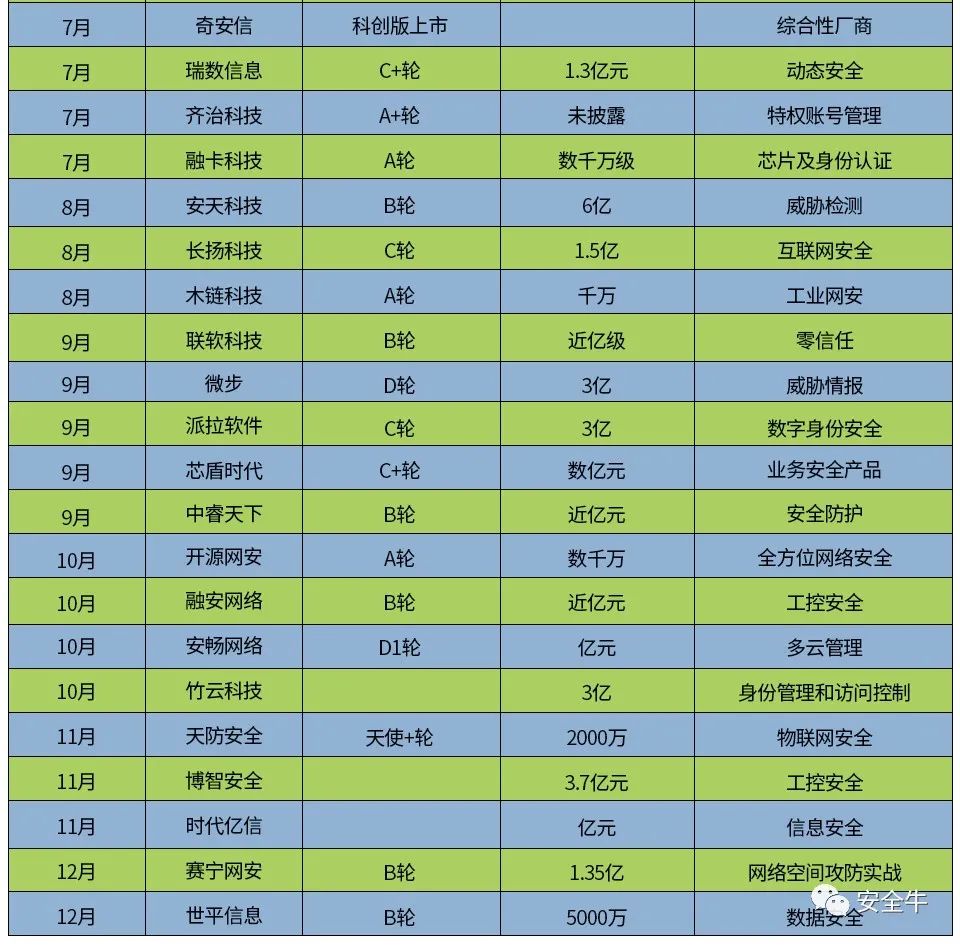 7月 奇安信 科创版上市 综合性厂商
7月 瑞数信息 C+轮 1.3亿元 动态安全
7月 齐治科技 A+轮 未披露 特权账号管理
7月 融卡科技 A轮 数千万级 芯片及身份认证
8月 安天科技 B轮 6亿 威胁检测
8月 长扬科技 C轮 1.5亿 互联网安全
8月 木链科技 A轮 千万 工业网安
9月 联软科技 B轮 近亿级 零信任
9月 微步 D轮 3亿 威胁情报
9月 派拉软件 C轮 3亿 数字身份安全
9月 芯盾时代 C+轮 数亿元 业务安全产品
9月 中睿天下 B轮 近亿元 安全防护
10月 开源网安 A轮 数千万 全方位网络安全
10月 融安网络 B轮 近亿元 工控安全
10月 安畅网络 D1轮 亿元 多云管理
10月 竹云科技 3亿 身份管理和访问控制
11月 天防安全 天使+轮 2000万 物联网安全
11月 博智安全 3.7亿元 工控安全
11月 时代亿信 亿元 信息安全
12月 赛宁网安 B轮 1.35亿 网络空间攻防实战
12月 世平信息 B轮 5000万 数据安全
安全牛